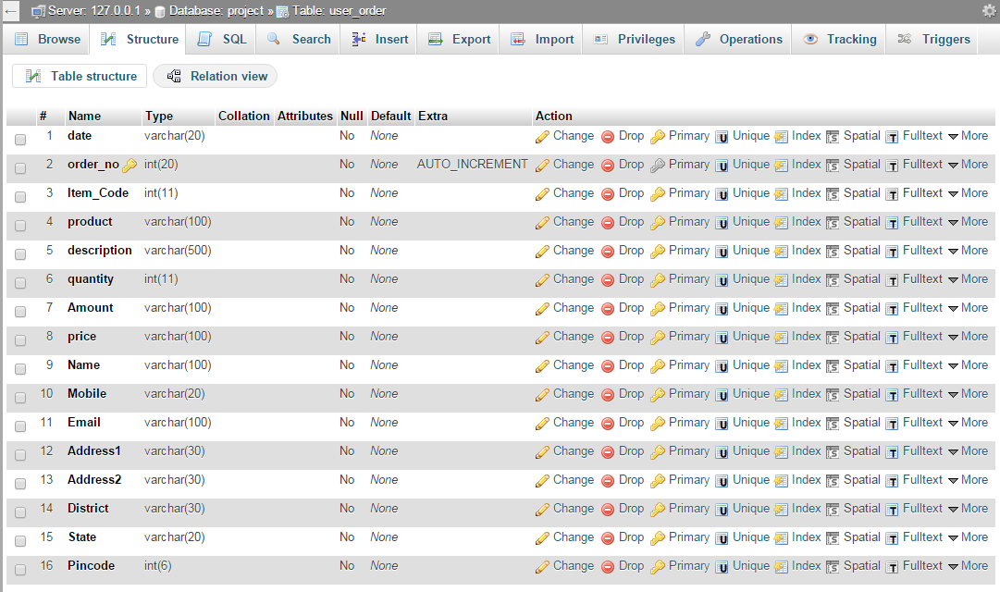 ← Server: 127.0.0.1 » Database: project » Table: user_order
Browse Structure SQL Search Insert Export Import Privileges Operations Tracking Triggers
Table structure Relation view
# Name Type Collation Attributes Null Default Extra Action
1 date varchar(20) No None Change Drop Primary Unique Index Spatial Fulltext More
2 order_no int(20) No None AUTO_INCREMENT Change Drop Primary Unique Index Spatial Fulltext More
3 Item_Code int(11) No None Change Drop Primary Unique Index Spatial Fulltext More
4 product varchar(100) No None Change Drop Primary Unique Index Spatial Fulltext More
5 description varchar(500) No None Change Drop Primary Unique Index Spatial Fulltext More
6 quantity int(11) No None Change Drop Primary Unique Index Spatial Fulltext More
7 Amount varchar(100) No None Change Drop Primary Unique Index Spatial Fulltext More
8 price varchar(100) No None Change Drop Primary Unique Index Spatial Fulltext More
9 Name varchar(100) No None Change Drop Primary Unique Index Spatial Fulltext More
10 Mobile varchar(20) No None Change Drop Primary Unique Index Spatial Fulltext More
11 Email varchar(100) No None Change Drop Primary Unique Index Spatial Fulltext More
12 Address1 varchar(30) No None Change Drop Primary Unique Index Spatial Fulltext More
13 Address2 varchar(30) No None Change Drop Primary Unique Index Spatial Fulltext More
14 District varchar(30) No None Change Drop Primary Unique Index Spatial Fulltext More
15 State varchar(20) No None Change Drop Primary Unique Index Spatial Fulltext More
16 Pincode int(6) No None Change Drop Primary Unique Index Spatial Fulltext More